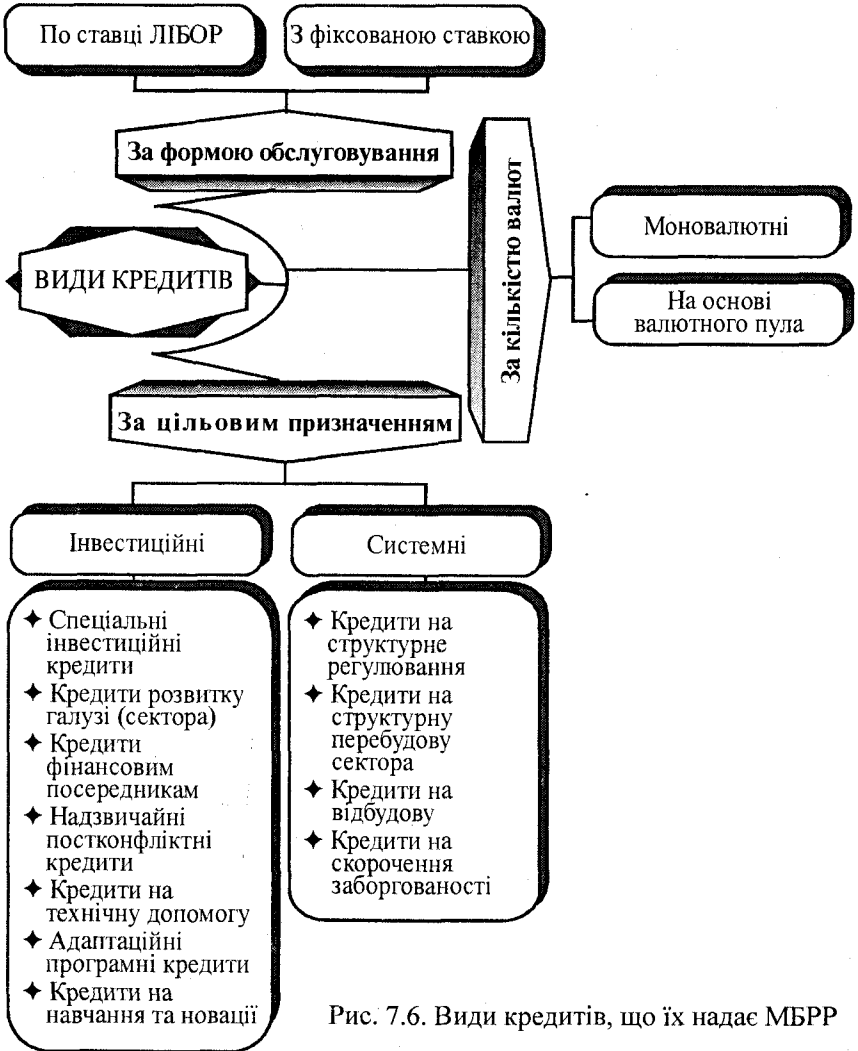 По ставці ЛІБОР
З фіксованою ставкою
За формою обслуговування
За кількістю валют
Моновалютні
На основі
валютного пула
ВИДИ КРЕДИТІВ
За цільовим призначенням
Інвестиційні
Системні
✦ Спеціальні
інвестиційні
кредити
✦ Кредити розвитку
галузі (сектора)
✦ Кредити
фінансовим
посередникам
✦ Надзвичайні
постконфліктні
кредити
✦ Кредити на
технічну допомогу
✦ Адаптаційні
програмні кредити
✦ Кредити на
навчання та новації
✦ Кредити на
структурне
регулювання
✦ Кредити на
структурну
перебудову
сектора
✦ Кредити на
відбудову
✦ Кредити на
скорочення
заборгованості
Рис. 7.6. Види кредитів, що їх надає МБРР